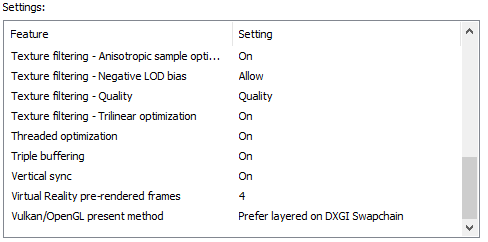 Settings:
Feature Setting
Texture filtering - Anisotropic sample opti... On
Texture filtering - Negative LOD bias Allow
Texture filtering - Quality Quality
Texture filtering - Trilinear optimization On
Threaded optimization On
Triple buffering On
Vertical sync On
Virtual Reality pre-rendered frames 4
Vulkan/OpenGL present method Prefer layered on DXGI Swapchain